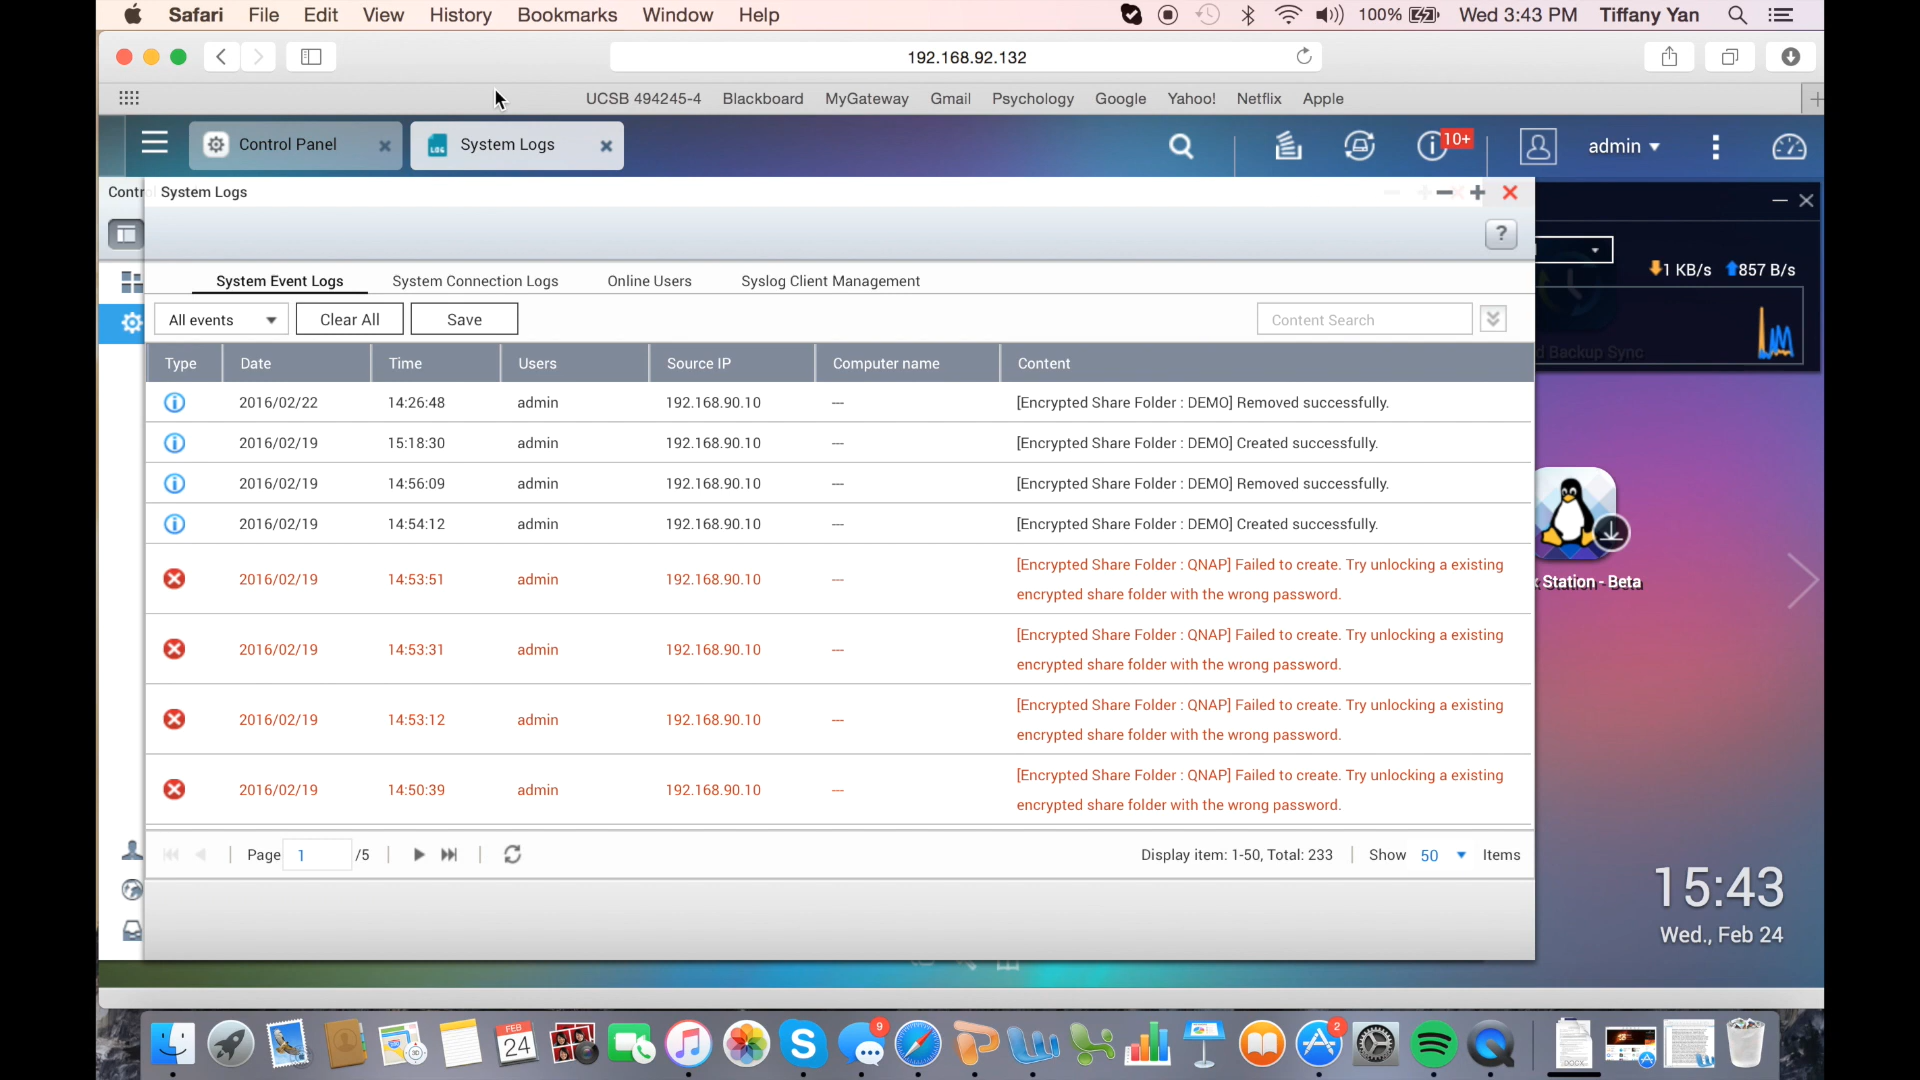 Safari File Edit View History Bookmarks Window Help 100% Wed 3:43 PM Tiffany Yan
192.168.92.132
UCSB 494245-4 Blackboard MyGateway Gmail Psychology Google Yahoo! Netflix Apple
Control Panel System Logs 10+ admin
Contr System Logs
?
1 KB/s 857 B/s
System Event Logs System Connection Logs Online Users Syslog Client Management
All events Clear All Save Content Search
d Backup Sync
Type Date Time Users Source IP Computer name Content
2016/02/22 14:26:48 admin 192.168.90.10 --- [Encrypted Share Folder : DEMO] Removed successfully.
2016/02/19 15:18:30 admin 192.168.90.10 --- [Encrypted Share Folder : DEMO] Created successfully.
2016/02/19 14:56:09 admin 192.168.90.10 --- [Encrypted Share Folder : DEMO] Removed successfully.
2016/02/19 14:54:12 admin 192.168.90.10 --- [Encrypted Share Folder : DEMO] Created successfully.
2016/02/19 14:53:51 admin 192.168.90.10 --- [Encrypted Share Folder : QNAP] Failed to create. Try unlocking a existing
encrypted share folder with the wrong password.
Station - Beta
2016/02/19 14:53:31 admin 192.168.90.10 --- [Encrypted Share Folder : QNAP] Failed to create. Try unlocking a existing
encrypted share folder with the wrong password.
2016/02/19 14:53:12 admin 192.168.90.10 --- [Encrypted Share Folder : QNAP] Failed to create. Try unlocking a existing
encrypted share folder with the wrong password.
2016/02/19 14:50:39 admin 192.168.90.10 --- [Encrypted Share Folder : QNAP] Failed to create. Try unlocking a existing
encrypted share folder with the wrong password.
Page 1 /5 Display item: 1-50, Total: 233 Show 50 Items
15:43
Wed., Feb 24
FEB
24
9
2
3D
DOCX